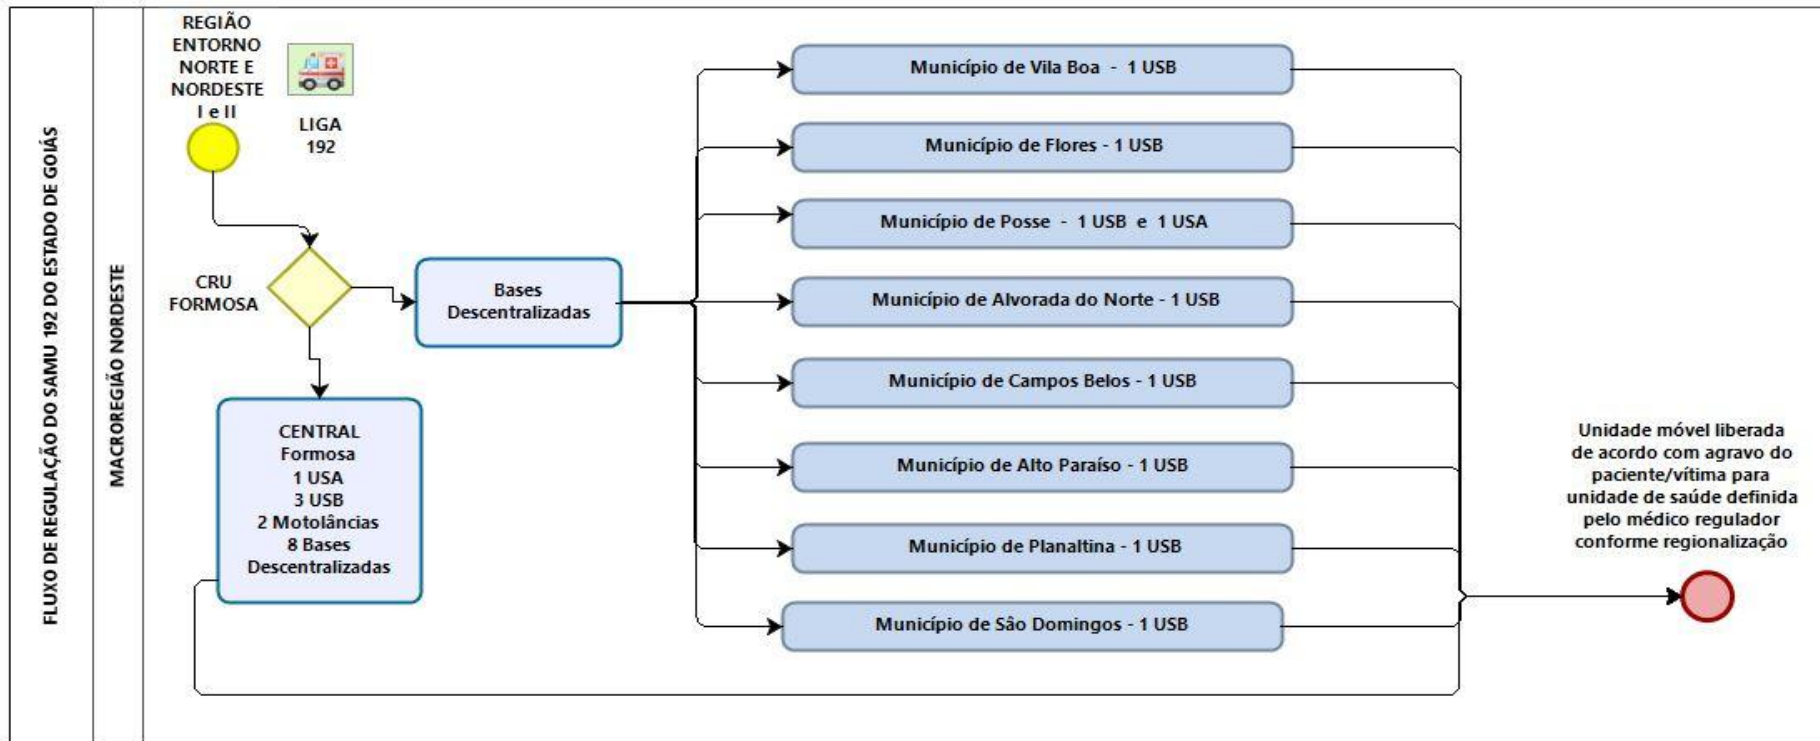 FLUXO DE REGULAÇÃO DO SAMU 192 DO ESTADO DE GOIÁS
MACROREGIÃO NORDESTE
REGIÃO
ENTORNO
NORTE E
NORDESTE
I e II
LIGA
192
CRU
FORMOSA
CENTRAL
Formosa
1 USA
3 USB
2 Motolâncias
8 Bases
Descentralizadas
Bases
Descentralizadas
Município de Vila Boa - 1 USB
Município de Flores - 1 USB
Município de Posse - 1 USB e 1 USA
Município de Alvorada do Norte - 1 USB
Município de Campos Belos - 1 USB
Município de Alto Paraíso - 1 USB
Município de Planaltina - 1 USB
Município de Sâo Domingos - 1 USB
Unidade móvel liberada
de acordo com agravo do
paciente/vítima para
unidade de saúde definida
pelo médico regulador
conforme regionalização